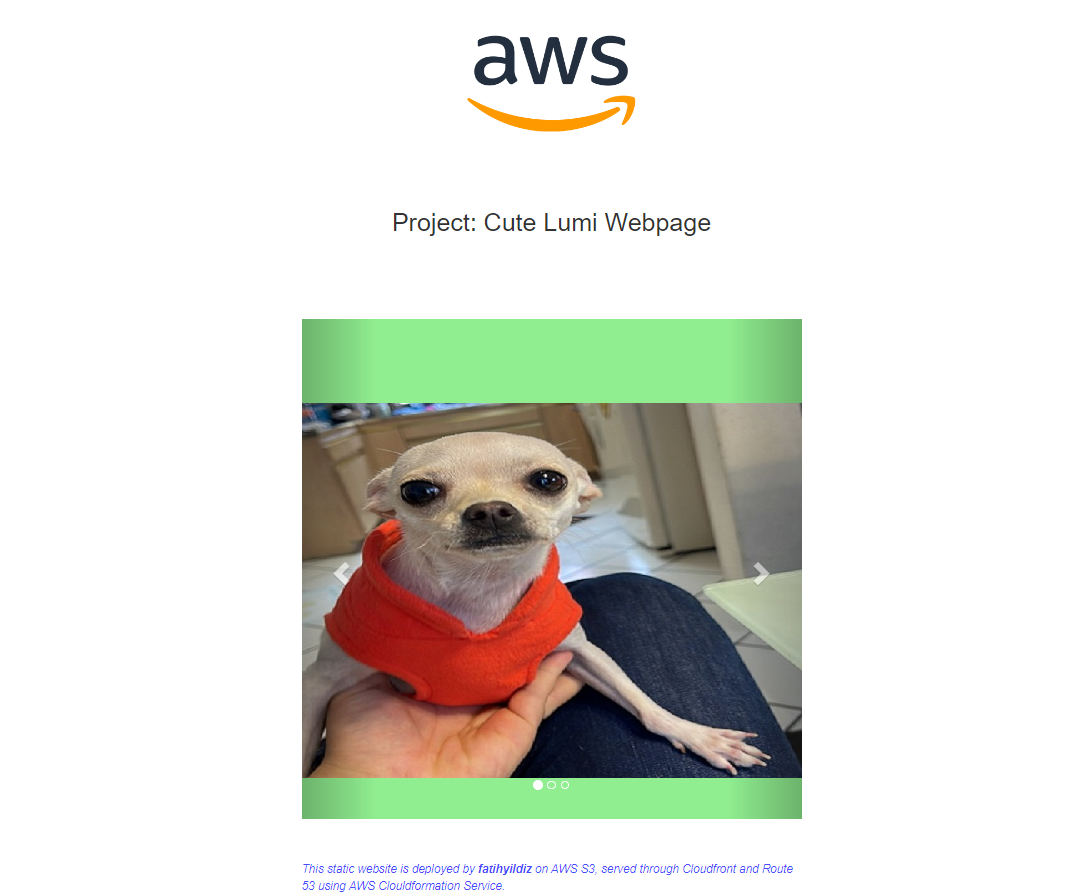 aws
Project: Cute Lumi Webpage
This static website is deployed by fatihyildiz on AWS S3, served through Cloudfront and Route
53 using AWS Clouldformation Service.